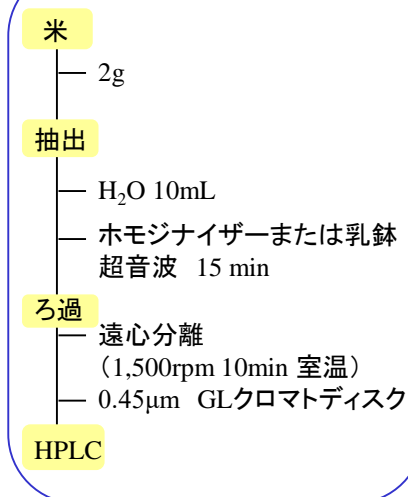 米
2g
抽出
H₂O 10mL
ホモジナイザーまたは乳鉢
超音波 15 min
ろ過
遠心分離
（1,500rpm 10min 室温）
0.45μm GLクロマトディスク
HPLC